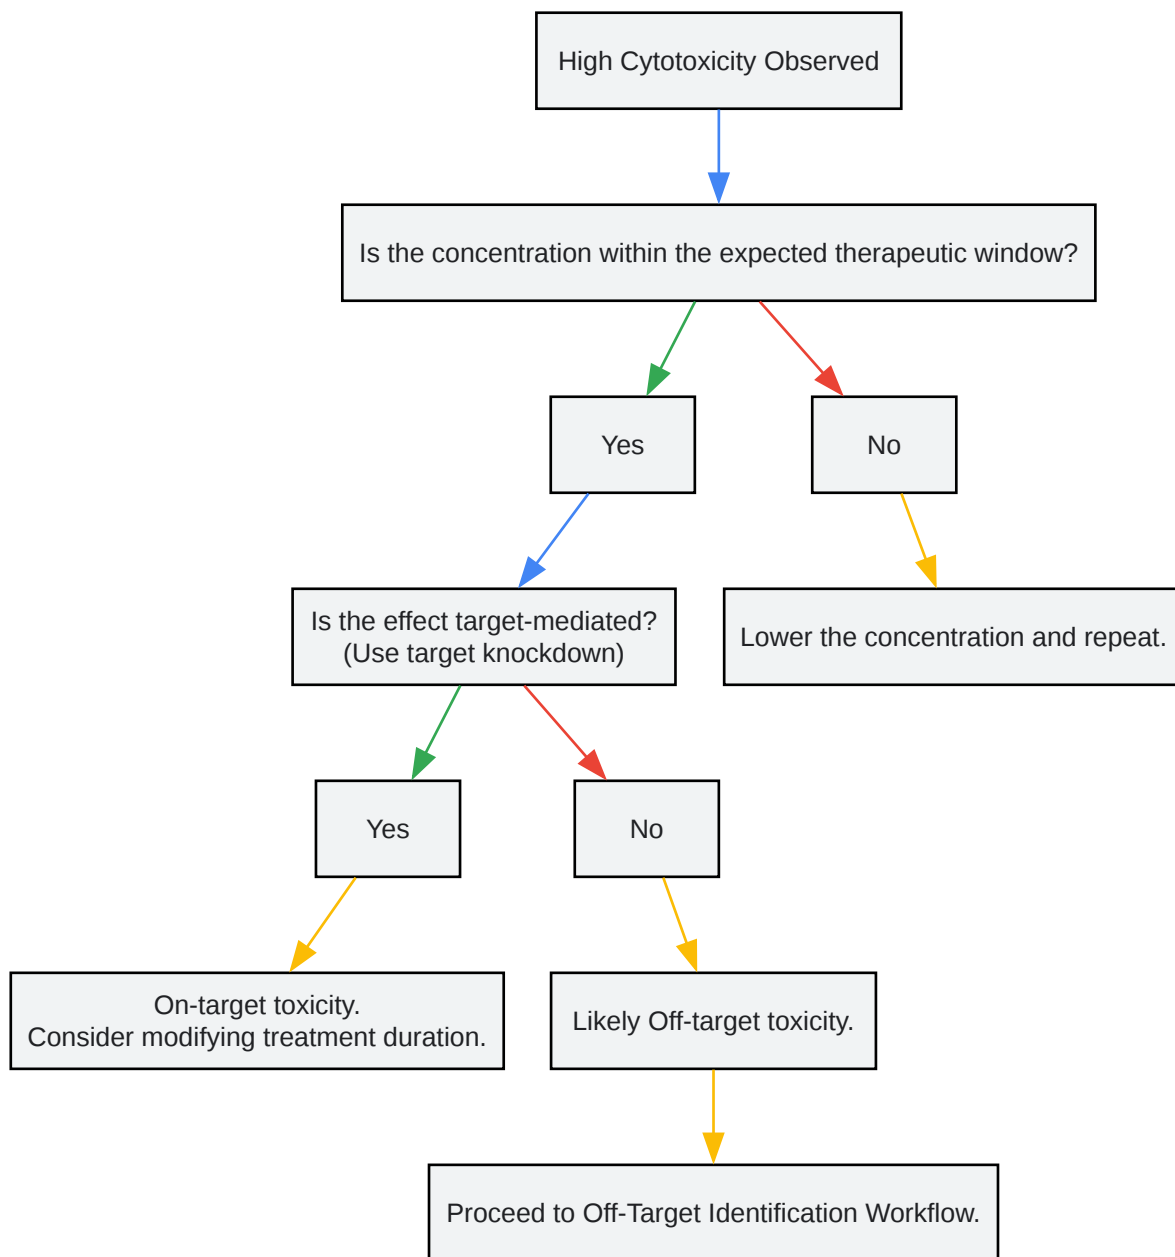 High Cytotoxicity Observed
Is the concentration within the expected therapeutic window?
Yes
No
Is the effect target-mediated?
(Use target knockdown)
Lower the concentration and repeat.
Yes
No
On-target toxicity.
Consider modifying treatment duration.
Likely Off-target toxicity.
Proceed to Off-Target Identification Workflow.